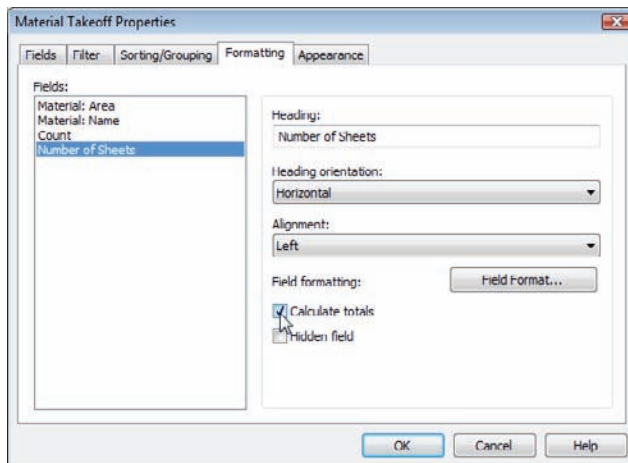 Material Takeoff Properties
Fields Filter Sorting/Grouping Formatting Appearance
Fields:
Material: Area
Material: Name
Count
Number of Sheets
Heading:
Number of Sheets
Heading orientation:
Horizontal
Alignment:
Left
Field formatting:
Field Format...
Calculate totals
Hidden field
OK Cancel Help